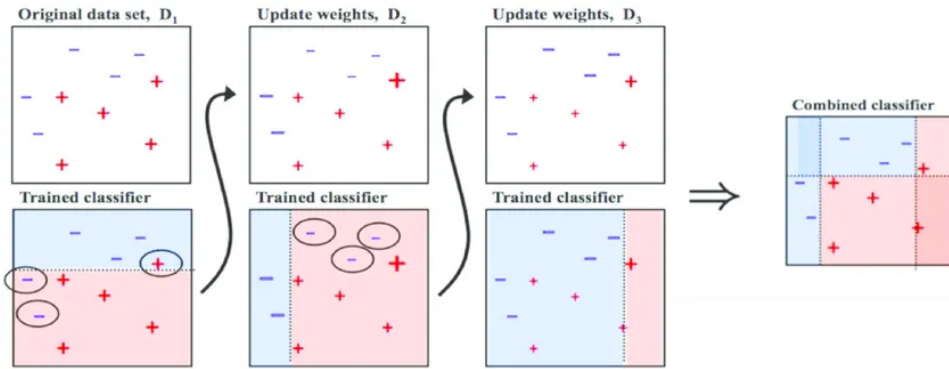 Original data set, D₁
Update weights, D₂
Update weights, D₃
Combined classifier
Trained classifier
Trained classifier
Trained classifier